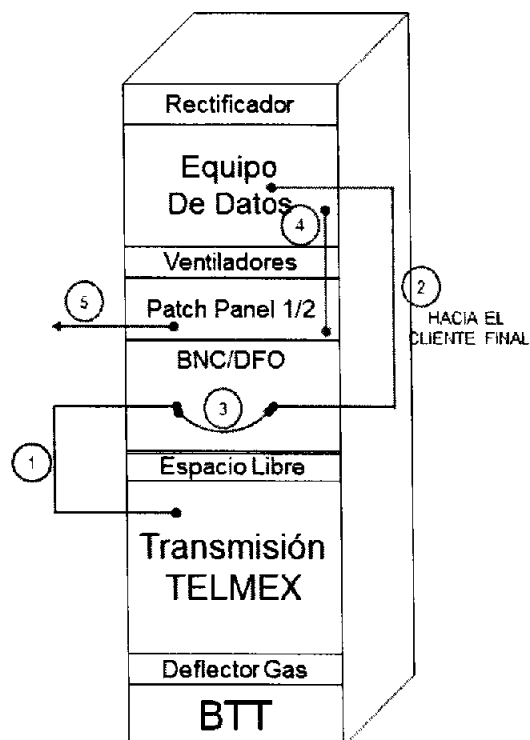 Rectificador
Equipo
De Datos
4
Ventiladores
5
Patch Panel 1/2
2
HACIA EL
CLIENTE FINAL
BNC/DFO
3
1
Espacio Libre
Transmisión
TELMEX
Deflector Gas
BTT